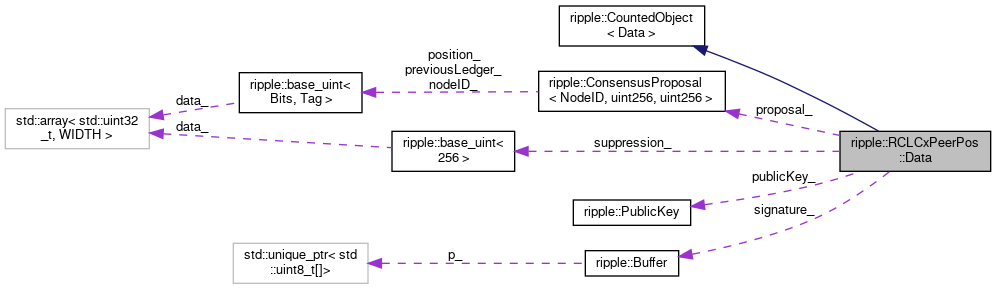 ripple::CountedObject
< Data >
position_
previousLedger_
nodeID_
ripple::base_uint<
Bits, Tag >
ripple::ConsensusProposal
< NodeID, uint256, uint256 >
data_
proposal_
std::array< std::uint32
_t, WIDTH >
data_
ripple::base_uint<
256 >
suppression_
ripple::RCLCxPeerPos
::Data
publicKey_
ripple::PublicKey
signature_
std::unique_ptr< std
::uint8_t[]>
p_
ripple::Buffer